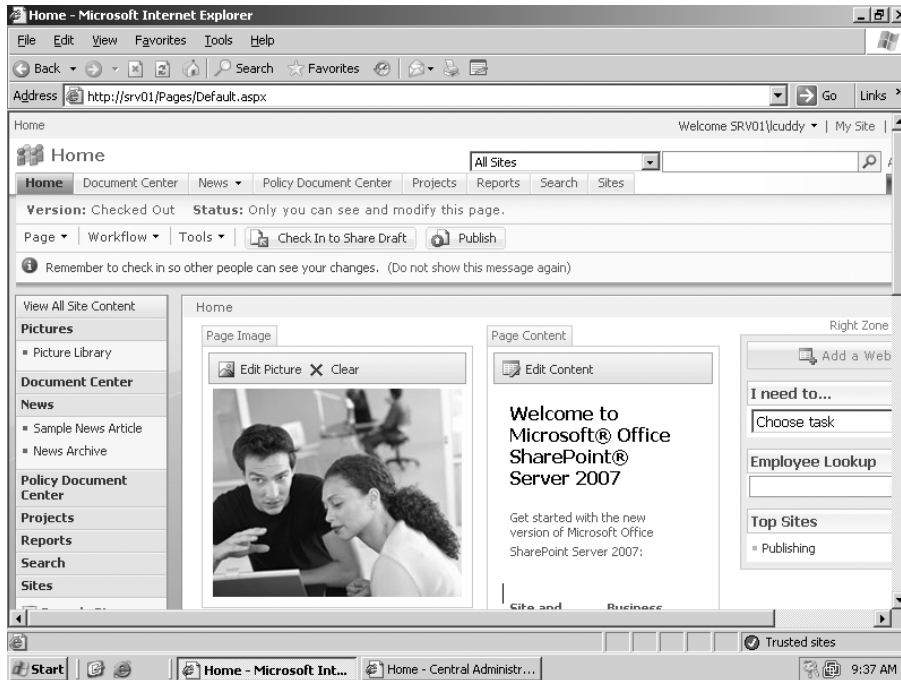 Home - Microsoft Internet Explorer
File Edit View Favorites Tools Help
Back Search Favorites
Address http://srv01/Pages/Default.aspx Go Links
Home Welcome SRV01\lcuddy My Site |
Home All Sites
Home Document Center News Policy Document Center Projects Reports Search Sites
Version: Checked Out Status: Only you can see and modify this page.
Page Workflow Tools Check In to Share Draft Publish
Remember to check in so other people can see your changes. (Do not show this message again)
View All Site Content
Pictures
Picture Library
Document Center
News
Sample News Article
News Archive
Policy Document
Center
Projects
Reports
Search
Sites
Home
Page Image
Edit Picture Clear
Page Content
Edit Content
Welcome to
Microsoft® Office
SharePoint®
Server 2007
Get started with the new
version of Microsoft Office
SharePoint Server 2007:
Site and Business
Right Zone
Add a Web
I need to...
Choose task
Employee Lookup
Top Sites
Publishing
Trusted sites
Start Home - Microsoft Int... Home - Central Administr... 9:37 AM